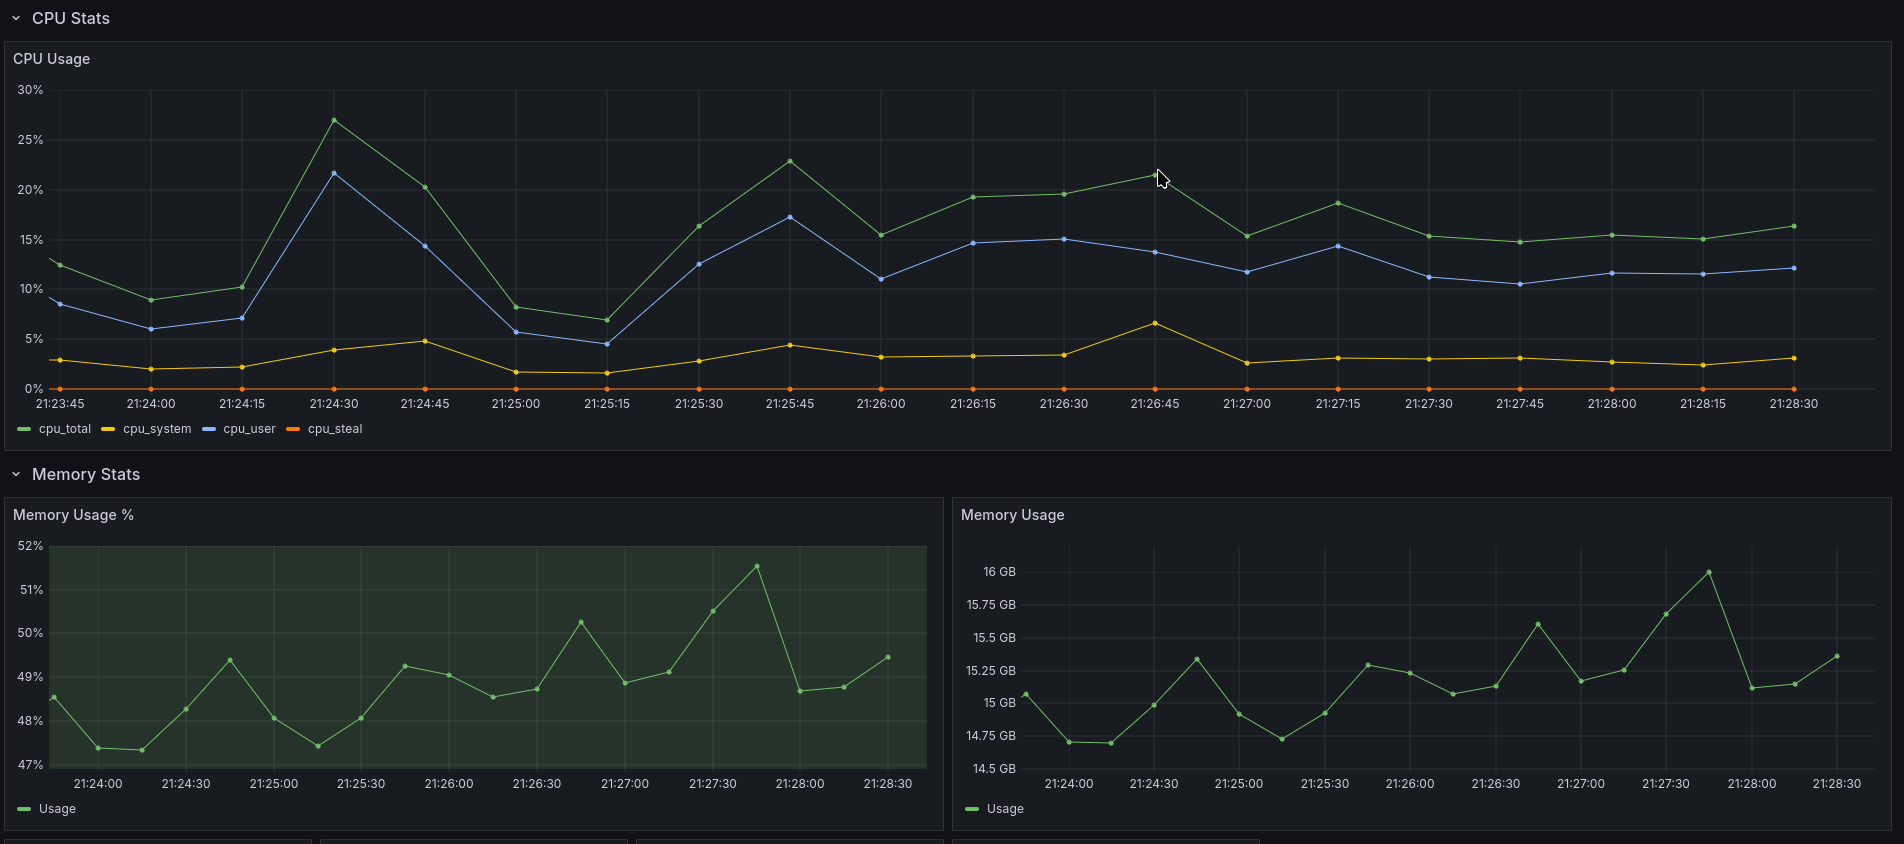 CPU Stats
CPU Usage
30%
25%
20%
15%
10%
5%
0%
21:23:45 21:24:00 21:24:15 21:24:30 21:24:45 21:25:00 21:25:15 21:25:30 21:25:45 21:26:00 21:26:15 21:26:30 21:26:45 21:27:00 21:27:15 21:27:30 21:27:45 21:28:00 21:28:15 21:28:30
cpu_total cpu_system cpu_user cpu_steal
Memory Stats
Memory Usage %
52%
51%
50%
49%
48%
47%
21:24:00 21:24:30 21:25:00 21:25:30 21:26:00 21:26:30 21:27:00 21:27:30 21:28:00 21:28:30
Usage
Memory Usage
16 GB
15.75 GB
15.5 GB
15.25 GB
15 GB
14.75 GB
14.5 GB
21:24:00 21:24:30 21:25:00 21:25:30 21:26:00 21:26:30 21:27:00 21:27:30 21:28:00 21:28:30
Usage